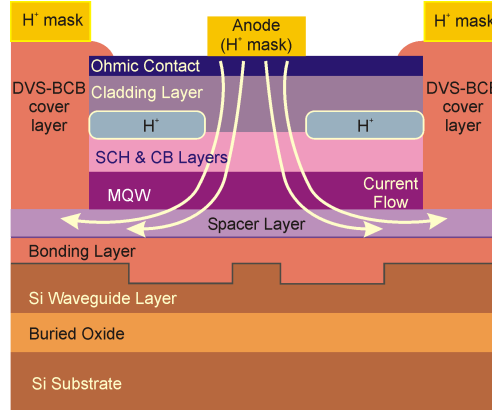 H⁺ mask
Anode
(H⁺ mask)
H⁺ mask
Ohmic Contact
DVS-BCB
cover
layer
Cladding Layer
DVS-BCB
cover
layer
H⁺
H⁺
SCH & CB Layers
MQW
Current
Flow
Spacer Layer
Bonding Layer
Si Waveguide Layer
Buried Oxide
Si Substrate